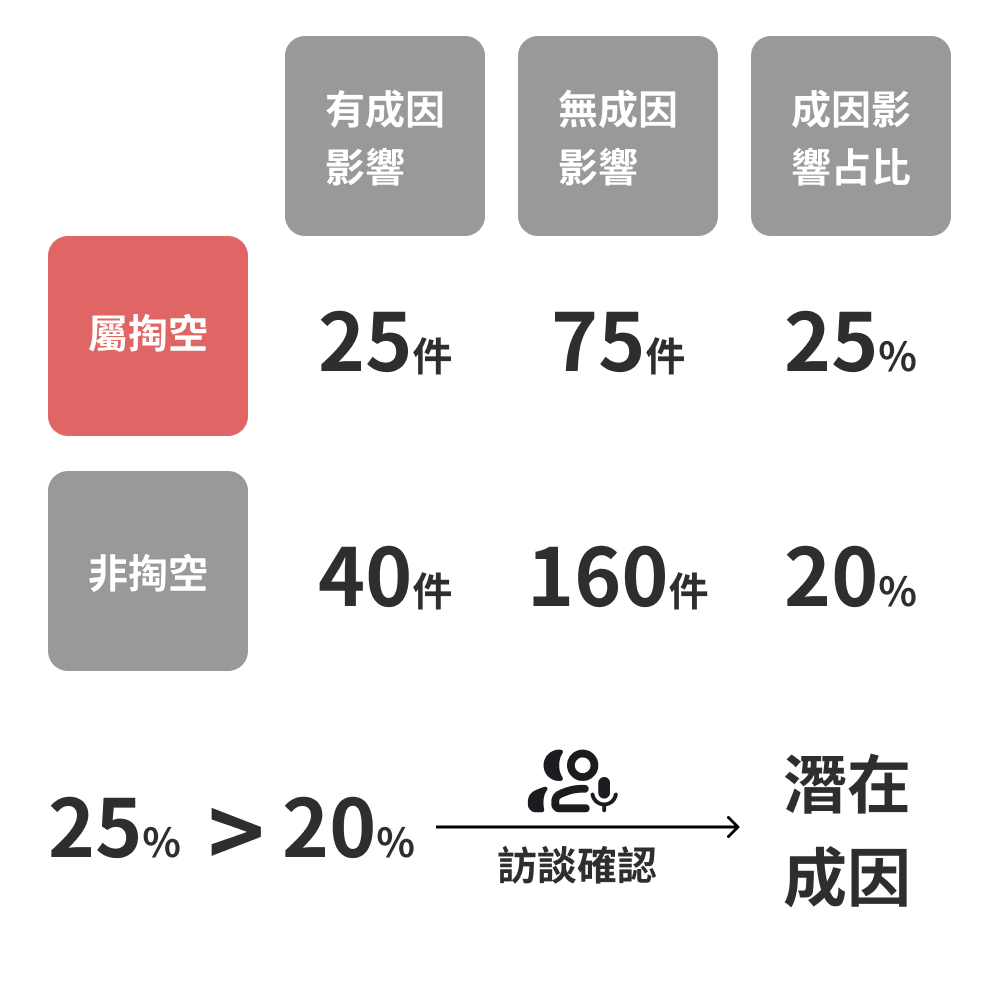 有成因
影響
無成因
影響
成因影
響占比
屬掏空
25件
75件
25%
非掏空
40件
160件
20%
25% > 20%
訪談確認
潛在
成因